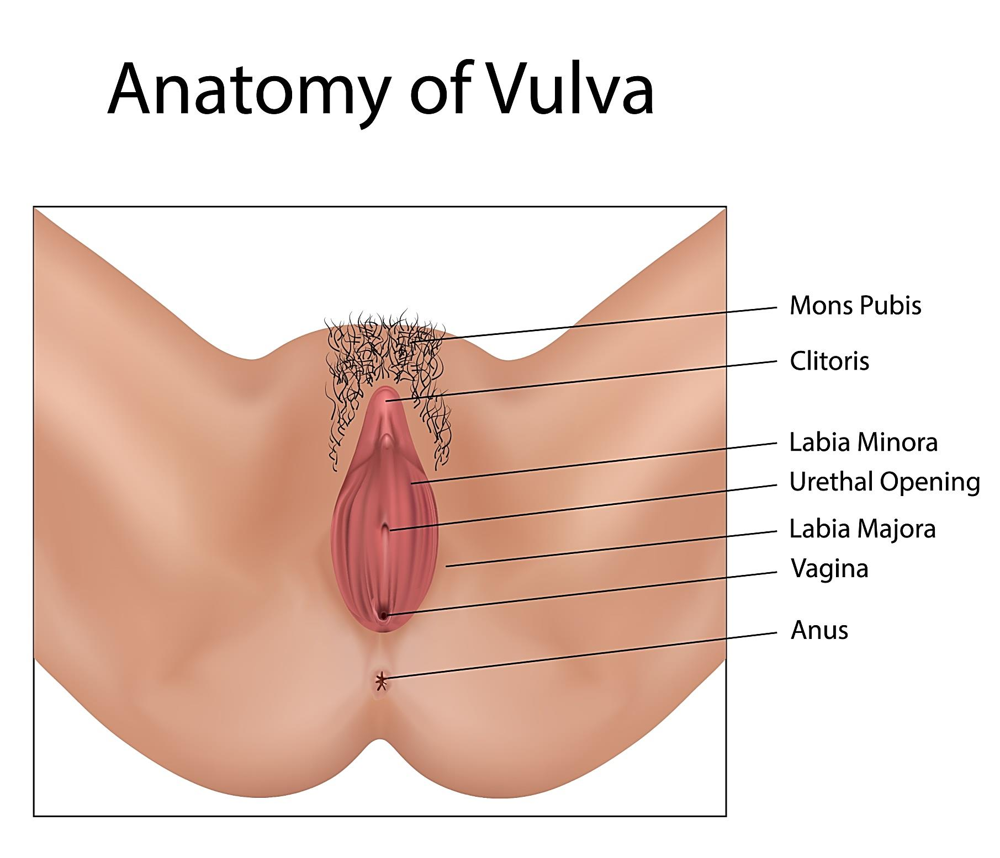 Anatomy of Vulva
Mons Pubis
Clitoris
Labia Minora
Urethal Opening
Labia Majora
Vagina
Anus